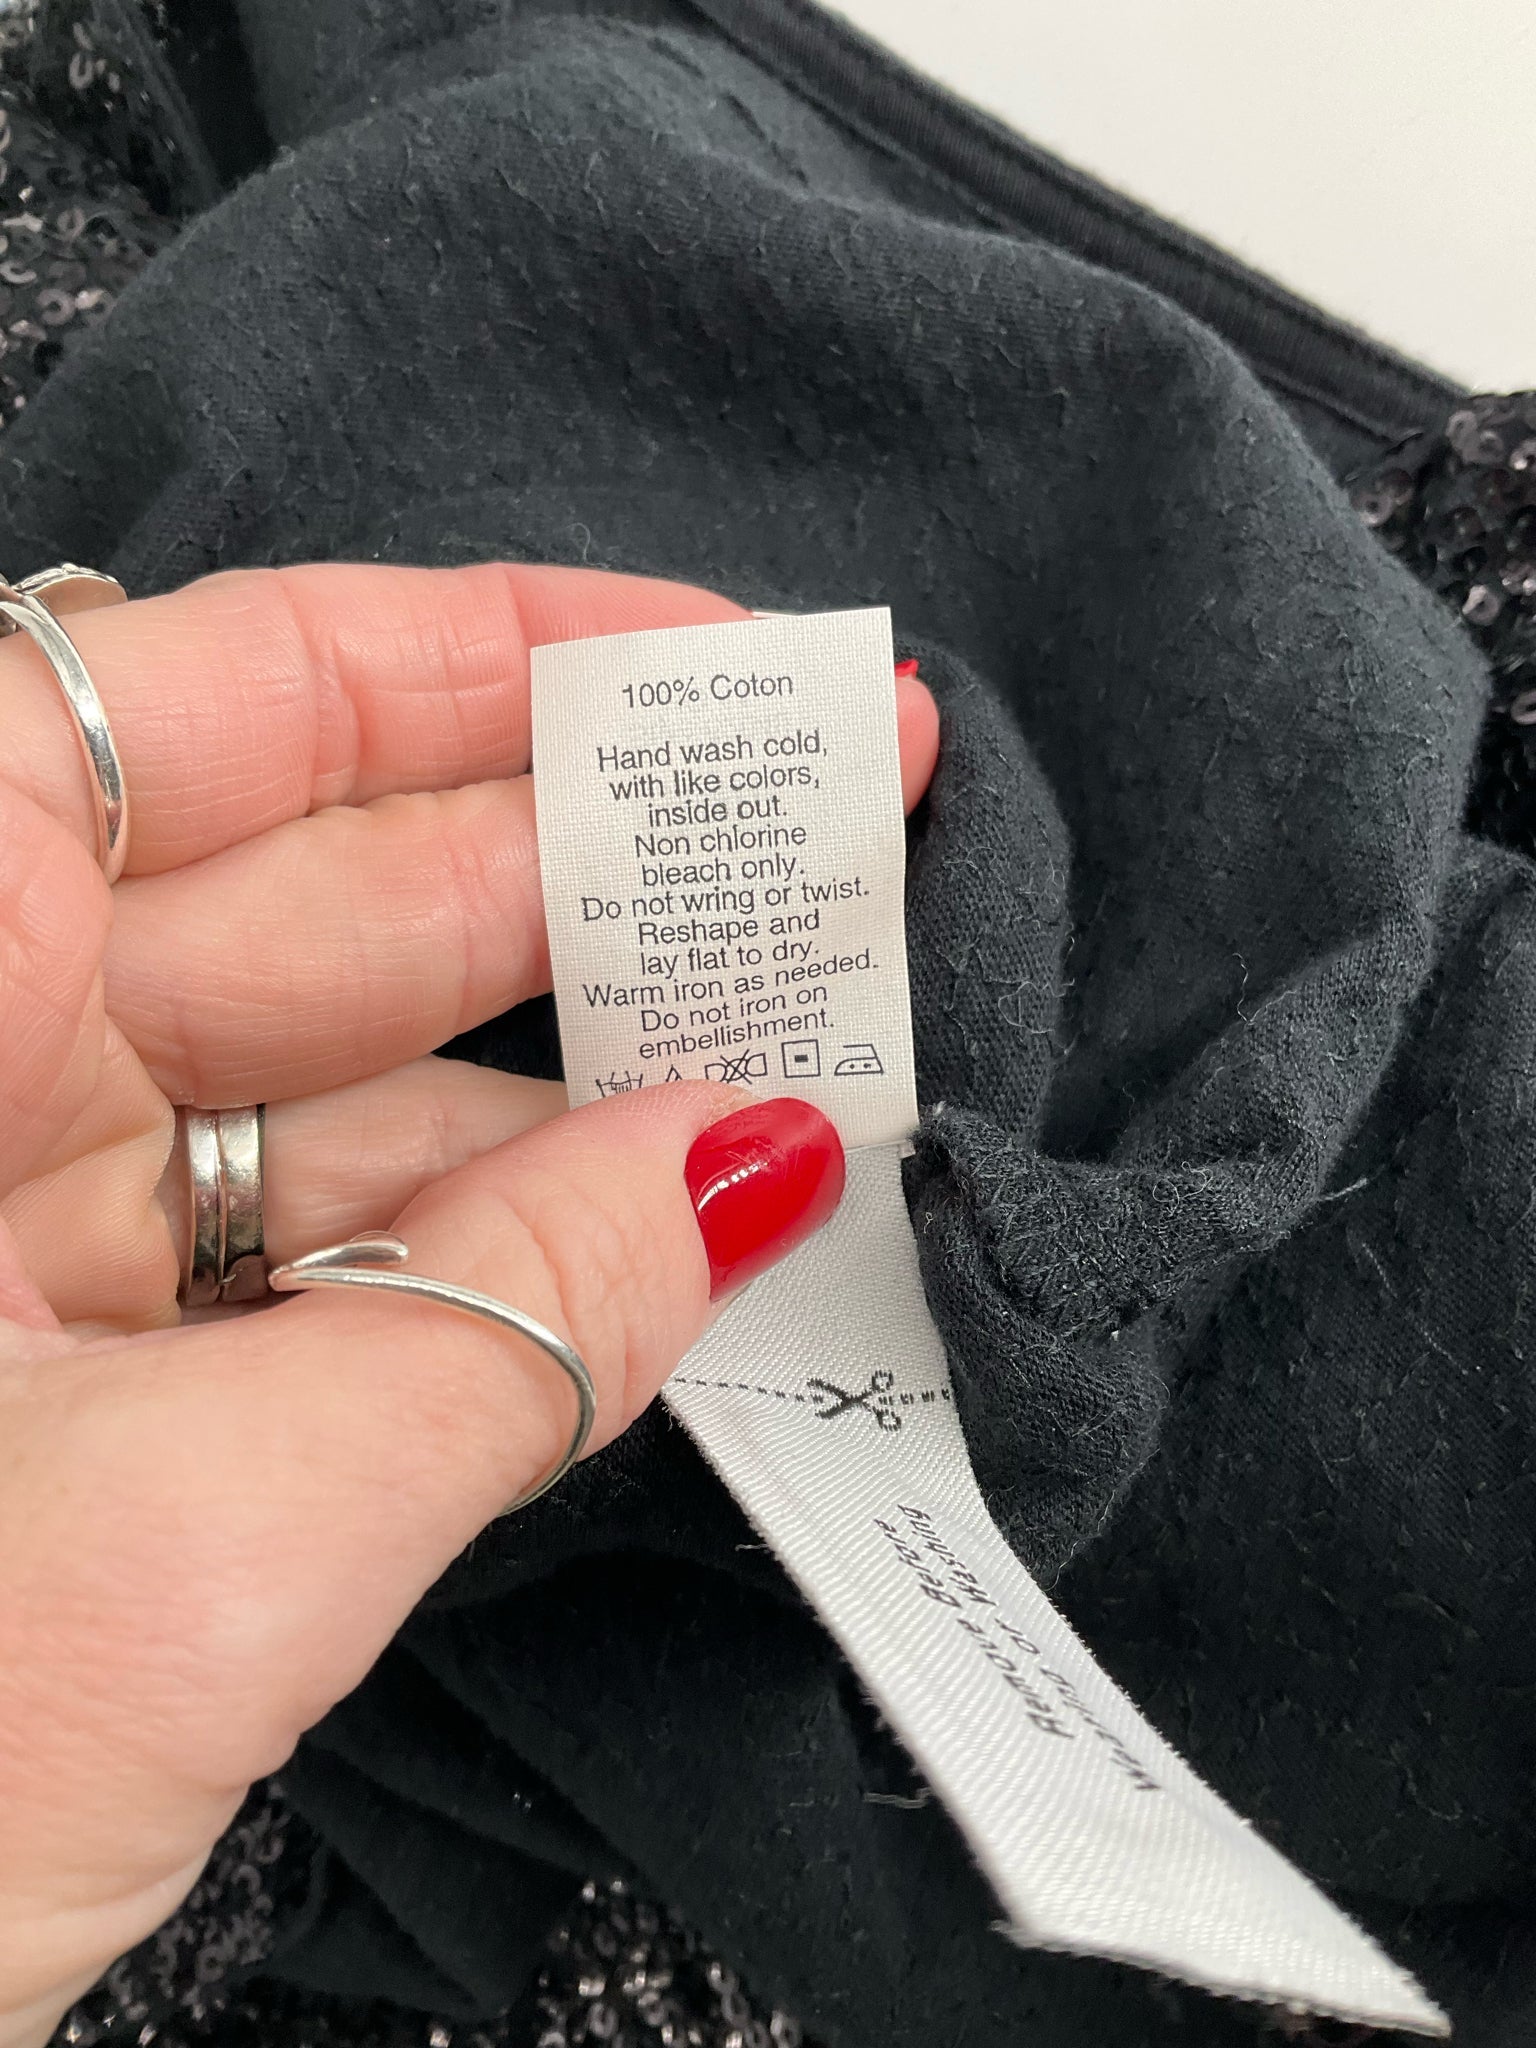 100% Coton
Hand wash cold,
with like colors,
inside out.
Non chlorine
bleach only.
Do not wring or twist.
Reshape and
lay flat to dry.
Warm iron as needed.
Do not iron on
embellishment.
Remove Before
Wearing or Washing